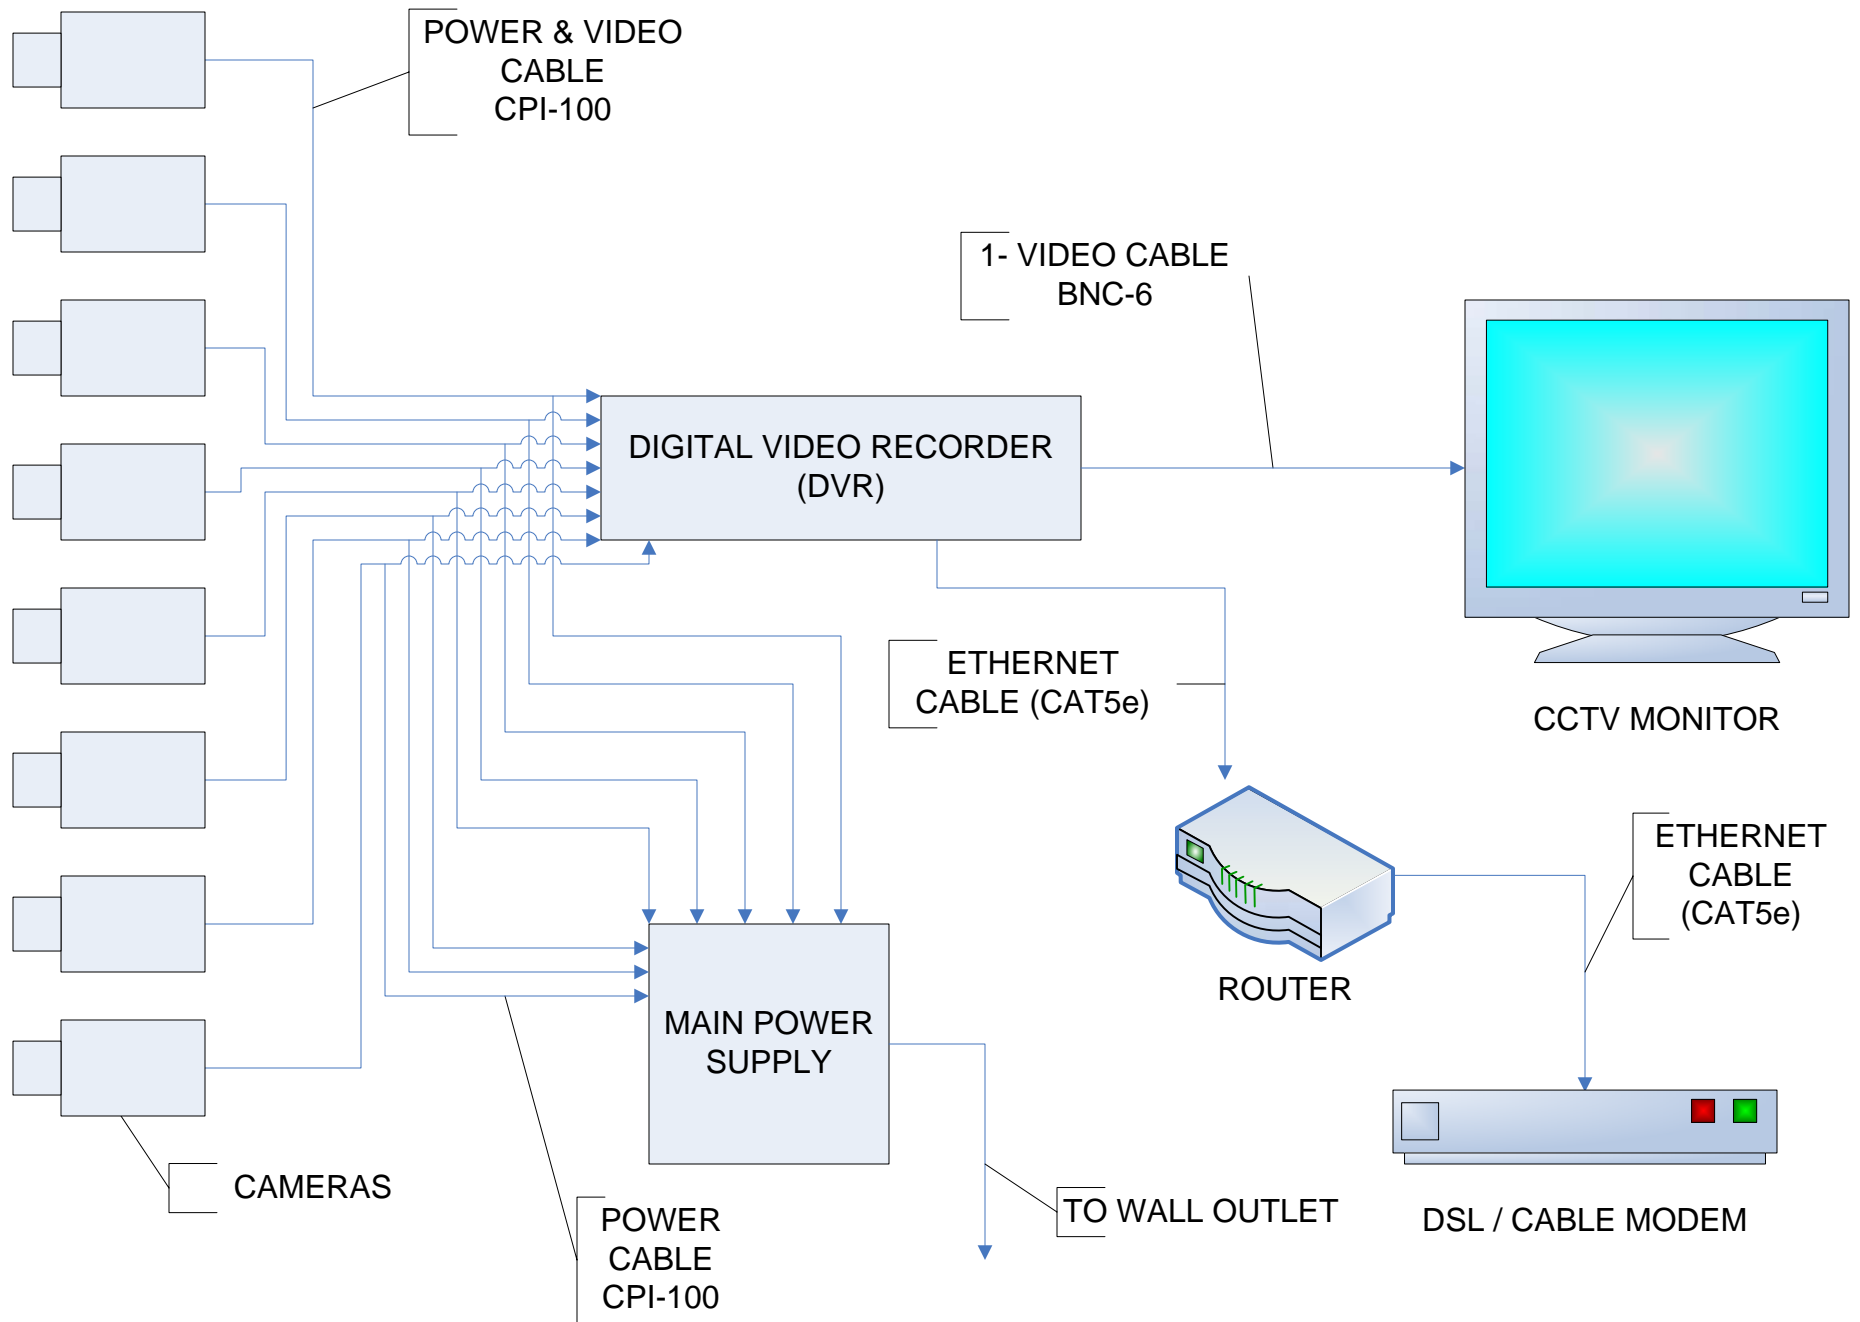 POWER & VIDEO
CABLE
CPI-100
1- VIDEO CABLE
BNC-6
DIGITAL VIDEO RECORDER
(DVR)
ETHERNET
CABLE (CAT5e)
CCTV MONITOR
ETHERNET
CABLE
(CAT5e)
ROUTER
MAIN POWER
SUPPLY
CAMERAS
POWER
CABLE
CPI-100
TO WALL OUTLET
DSL / CABLE MODEM